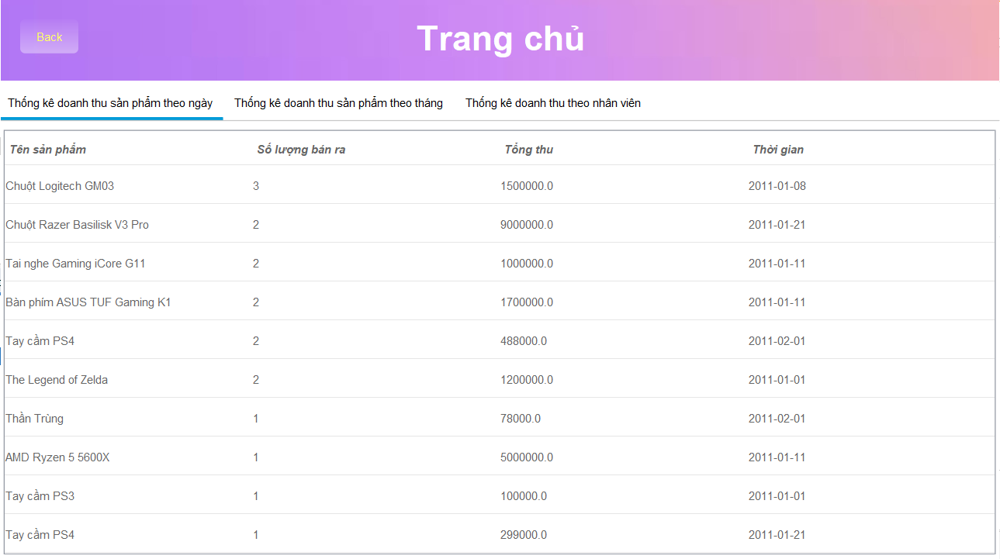 Back
Trang chủ
Thống kê doanh thu sản phẩm theo ngày Thống kê doanh thu sản phẩm theo tháng Thống kê doanh thu theo nhân viên
Tên sản phẩm Số lượng bán ra Tổng thu Thời gian
Chuột Logitech GM03 3 1500000.0 2011-01-08
Chuột Razer Basilisk V3 Pro 2 9000000.0 2011-01-21
Tai nghe Gaming iCore G11 2 1000000.0 2011-01-11
Bàn phím ASUS TUF Gaming K1 2 1700000.0 2011-01-11
Tay cầm PS4 2 488000.0 2011-02-01
The Legend of Zelda 2 1200000.0 2011-01-01
Thần Trùng 1 78000.0 2011-02-01
AMD Ryzen 5 5600X 1 5000000.0 2011-01-11
Tay cầm PS3 1 100000.0 2011-01-01
Tay cầm PS4 1 299000.0 2011-01-21